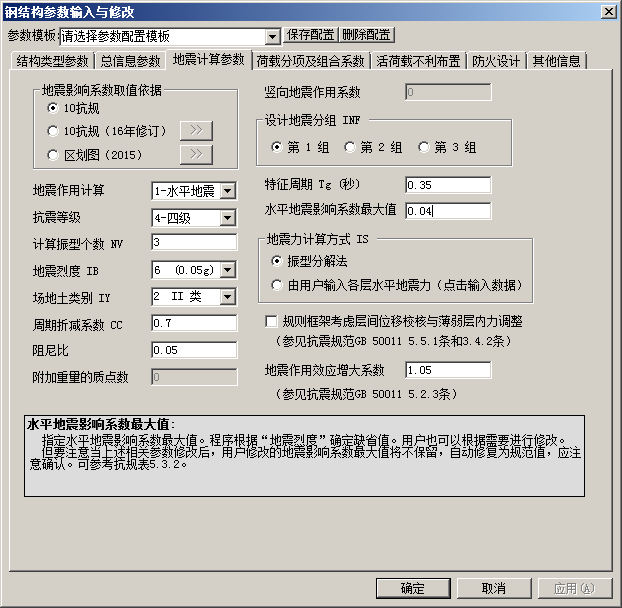 钢结构参数输入与修改
参数模板: 请选择参数配置模板 保存配置 删除配置
结构类型参数 总信息参数 地震计算参数 荷载分项及组合系数 活荷载不利布置 防火设计 其他信息
地震影响系数取值依据
10抗规
10抗规（16年修订） >>
区划图（2015） >>
地震作用计算 1-水平地震
抗震等级 4-四级
计算振型个数 NV 3
地震烈度 IB 6 (0.05g)
场地土类别 IY 2 II 类
周期折减系数 CC 0.7
阻尼比 0.05
附加重量的质点数 0
竖向地震作用系数 0
设计地震分组 INF
第 1 组 第 2 组 第 3 组
特征周期 Tg (秒) 0.35
水平地震影响系数最大值 0.04
地震力计算方式 IS
振型分解法
由用户输入各层水平地震力（点击输入数据）
规则框架考虑层间位移校核与薄弱层内力调整
（参见抗震规范GB 50011 5.5.1条和3.4.2条）
地震作用效应增大系数 1.05
（参见抗震规范GB 50011 5.2.3条）
水平地震影响系数最大值:
指定水平地震影响系数最大值。程序根据“地震烈度”确定缺省值。用户也可以根据需要进行修改。
但要注意当上述相关参数修改后，用户修改的地震影响系数最大值将不保留，自动修复为规范值，应注
意确认。可参考抗规表5.3.2。
确定 取消 应用(A)